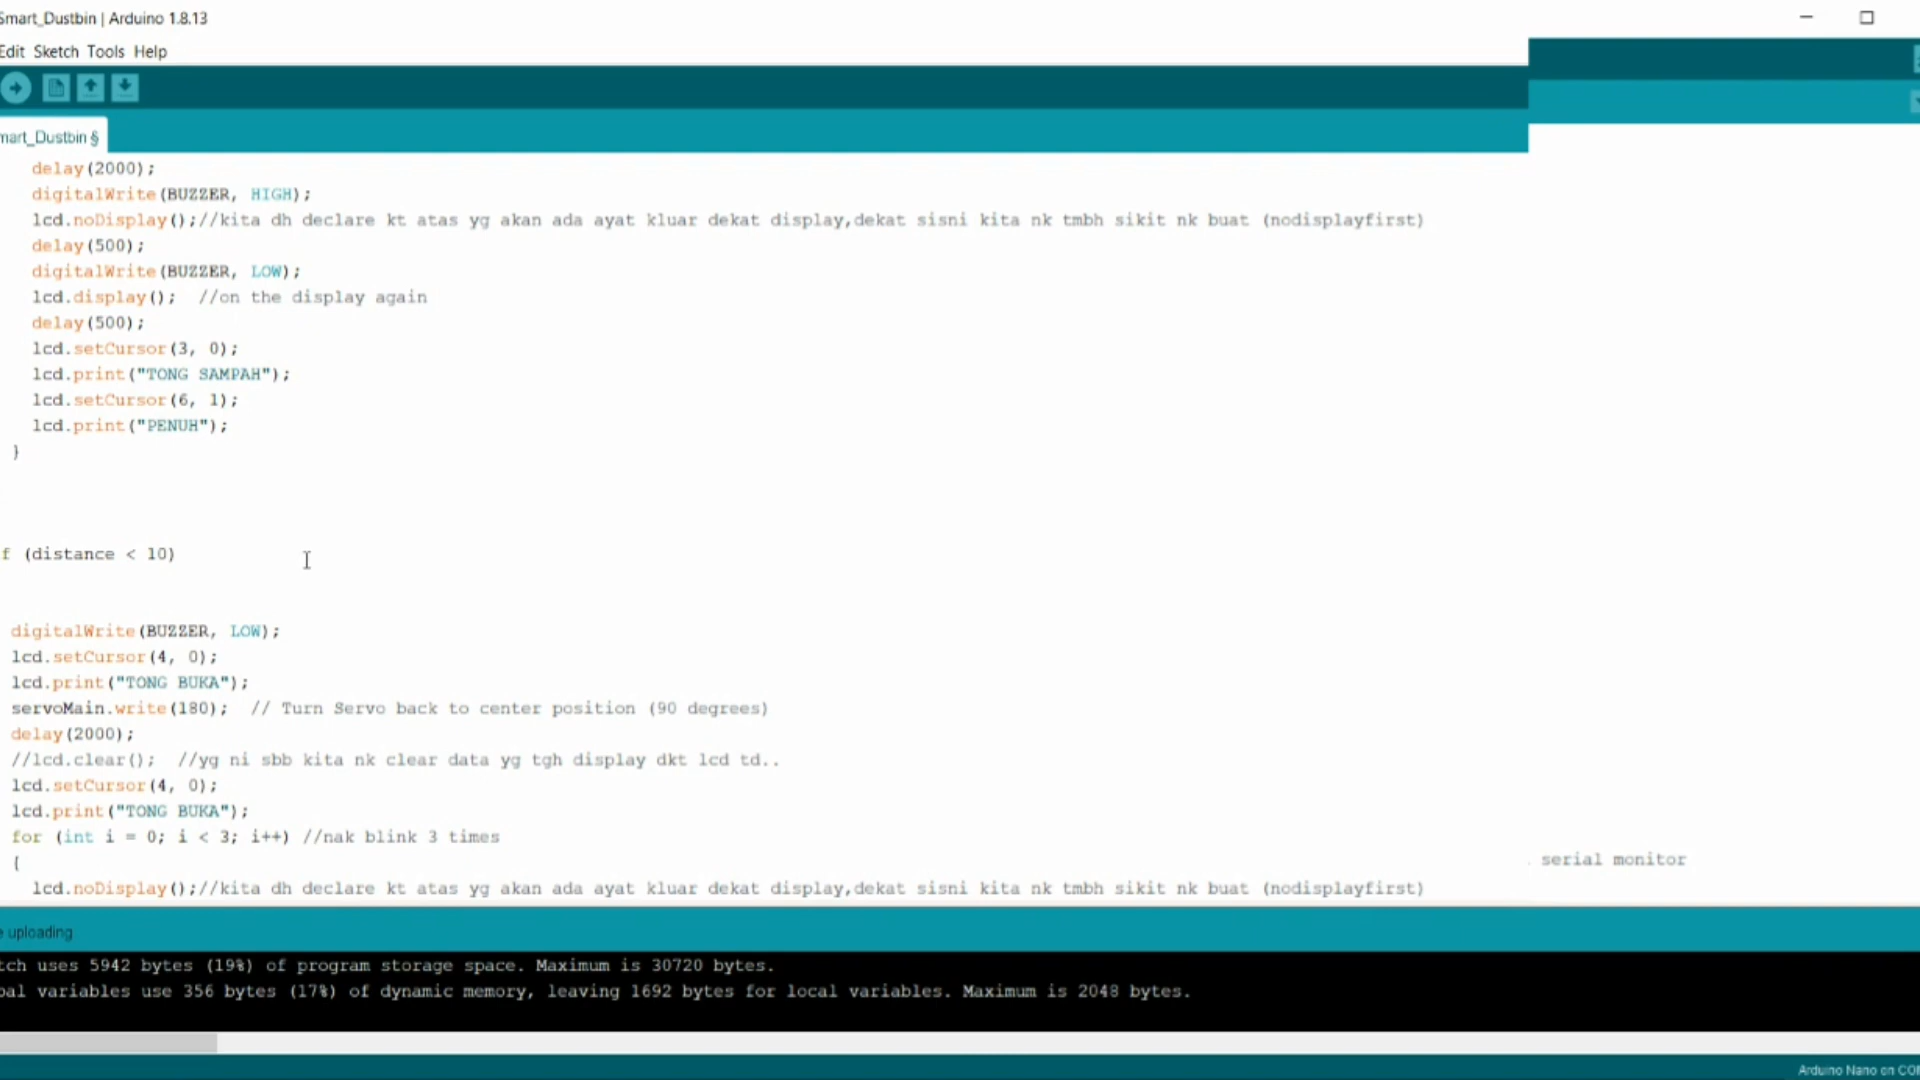 Smart_Dustbin | Arduino 1.8.13
Edit Sketch Tools Help
mart_Dustbin §
delay(2000);
digitalWrite(BUZZER, HIGH);
lcd.noDisplay();//kita dh declare kt atas yg akan ada ayat kluar dekat display,dekat sisni kita nk tmbh sikit nk buat (nodisplayfirst)
delay(500);
digitalWrite(BUZZER, LOW);
lcd.display(); //on the display again
delay(500);
lcd.setCursor(3, 0);
lcd.print("TONG SAMPAH");
lcd.setCursor(6, 1);
lcd.print("PENUH");
}
f (distance < 10)
digitalWrite(BUZZER, LOW);
lcd.setCursor(4, 0);
lcd.print("TONG BUKA");
servoMain.write(180); // Turn Servo back to center position (90 degrees)
delay(2000);
//lcd.clear(); //yg ni sbb kita nk clear data yg tgh display dkt lcd td..
lcd.setCursor(4, 0);
lcd.print("TONG BUKA");
for (int i = 0; i < 3; i++) //nak blink 3 times
{
serial monitor
lcd.noDisplay();//kita dh declare kt atas yg akan ada ayat kluar dekat display,dekat sisni kita nk tmbh sikit nk buat (nodisplayfirst)
e uploading
tch uses 5942 bytes (19%) of program storage space. Maximum is 30720 bytes.
bal variables use 356 bytes (17%) of dynamic memory, leaving 1692 bytes for local variables. Maximum is 2048 bytes.
Arduino Nano on CO